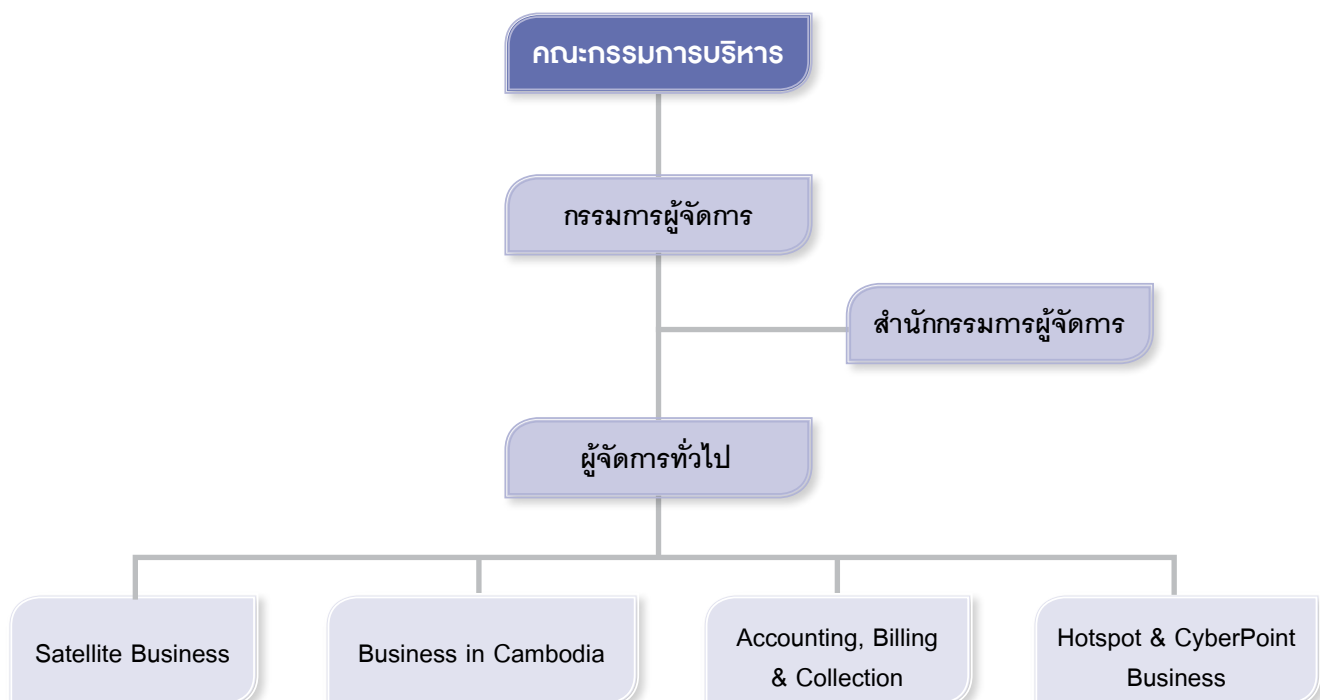 คณะกรรมการบริหาร
กรรมการผู้จัดการ
สำนักกรรมการผู้จัดการ
ผู้จัดการทั่วไป
Satellite Business
Business in Cambodia
Accounting, Billing
& Collection
Hotspot & CyberPoint
Business